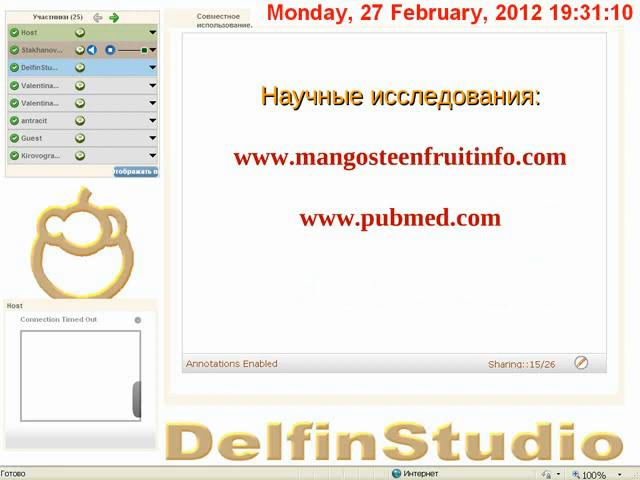 Monday, 27 February, 2012 19:31:10
Участники (25)
Совместное
использование.
Host
Stakhanov...
DelfinStu...
Valentina...
Valentina...
antracit
Guest
Kirovogra...
Отображать в
Научные исследования:
www.mangosteenfruitinfo.com
www.pubmed.com
Host
Connection Timed Out
Annotations Enabled
Sharing::15/26
DelfinStudio
Готово
Интернет
100%